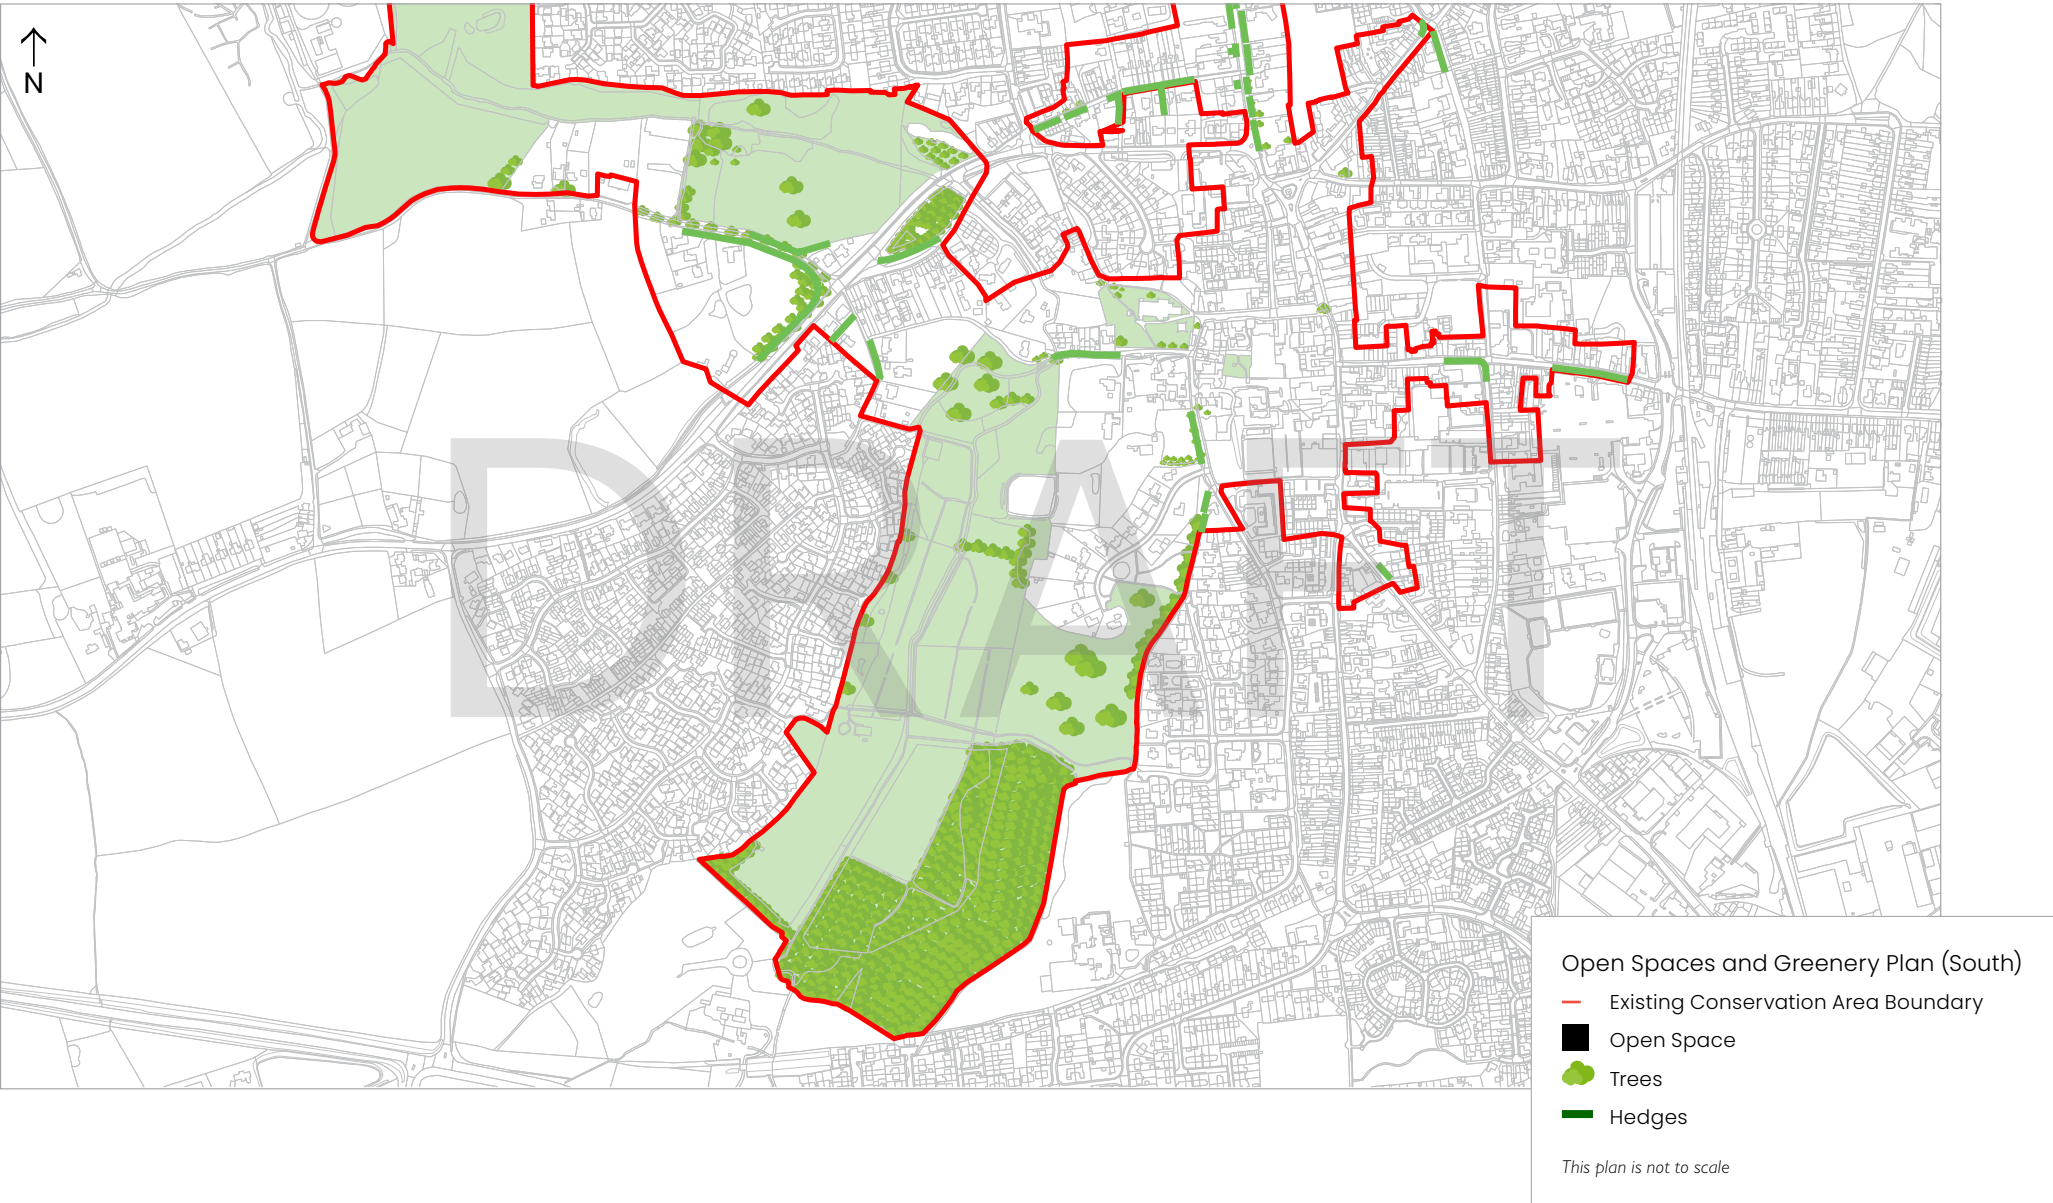 N
DRAFT
Open Spaces and Greenery Plan (South)
Existing Conservation Area Boundary
Open Space
Trees
Hedges
This plan is not to scale